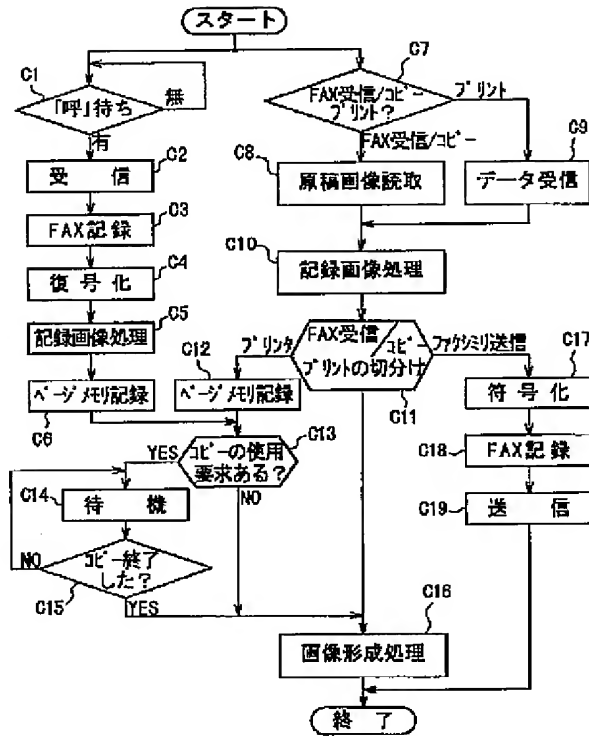 スタート
C1
「呼」待ち
無
有
C2
受 信
C3
FAX記録
C4
復 号 化
C5
記録画像処理
ページメモリ記録
C6
C7
FAX受信/コピー
プリント?
プリント
FAX受信/コピー
C8
原稿画像読取
C9
データ受信
C10
記録画像処理
FAX受信/コピー
プリントの切分け
C11
プリンタ
ファクシミリ送信
C12
ページメモリ記録
C13
コピーの使用
要求ある?
YES
NO
C14
待 機
コピー終了
した?
NO
C15
YES
C16
画像形成処理
C17
符 号 化
C18
FAX記録
C19
送 信
終 了